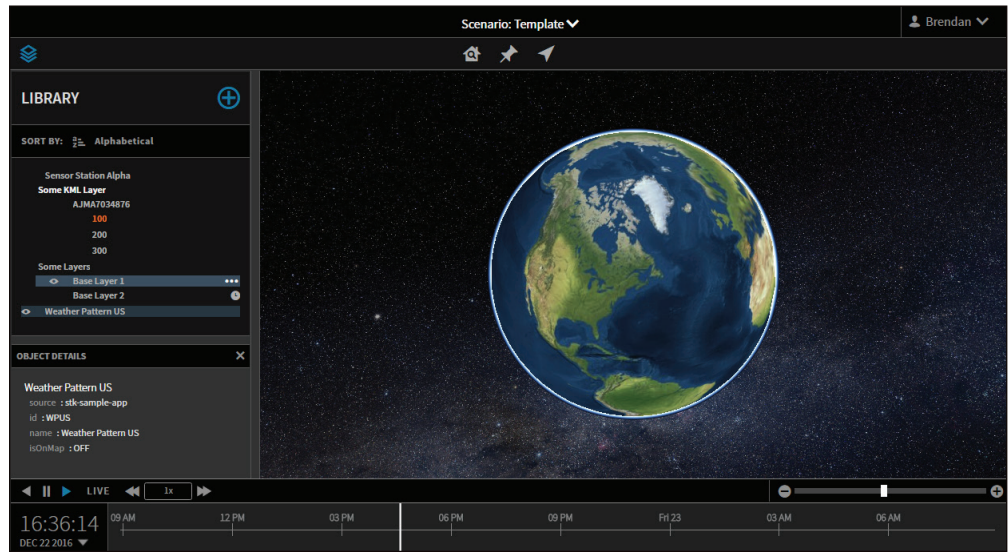 Scenario: Template
Brendan
LIBRARY
SORT BY: Alphabetical
Sensor Station Alpha
Some KML Layer
AJMA7034876
100
200
300
Some Layers
Base Layer 1
Base Layer 2
Weather Pattern US
OBJECT DETAILS
Weather Pattern US
source : stk-sample-app
id : WPUS
name : Weather Pattern US
isOnMap : OFF
LIVE 1x
16:36:14
DEC 22 2016
09 AM 12 PM 03 PM 06 PM 09 PM Fri 23 03 AM 06 AM